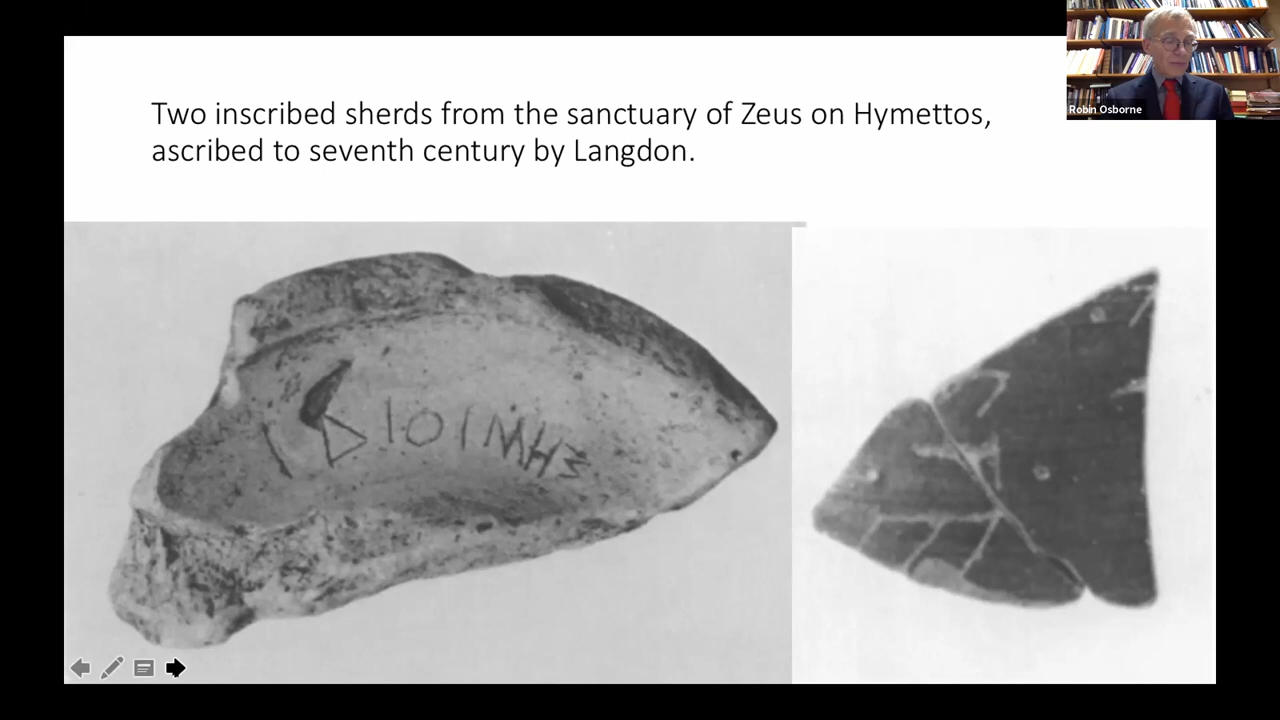 Two inscribed sherds from the sanctuary of Zeus on Hymettos,
ascribed to seventh century by Langdon.
Robin Osborne